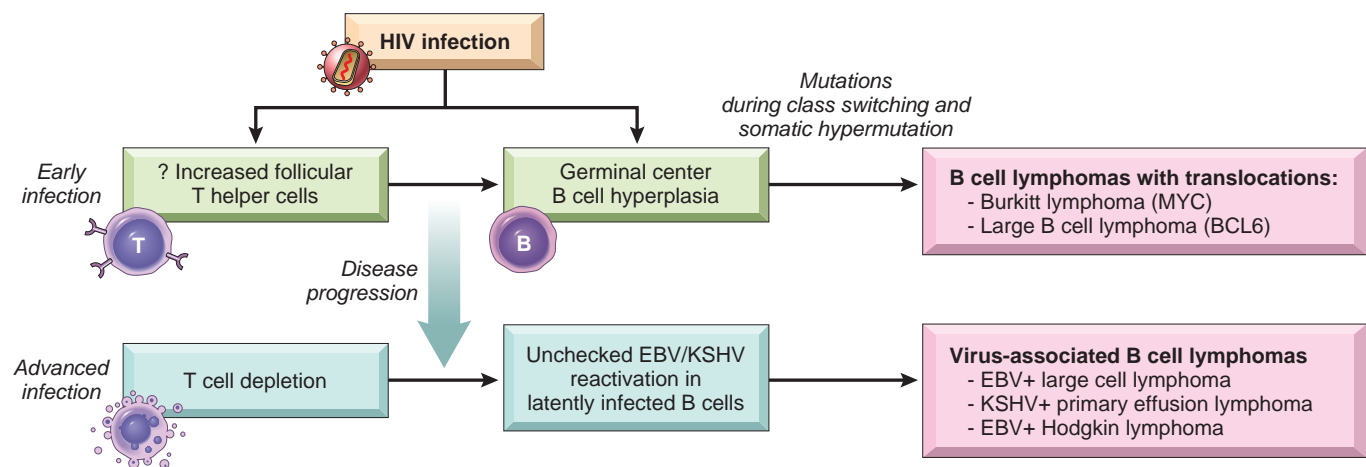 HIV infection
Mutations
during class switching and
somatic hypermutation
Early
infection
? Increased follicular
T helper cells
T
Germinal center
B cell hyperplasia
B
B cell lymphomas with translocations:
- Burkitt lymphoma (MYC)
- Large B cell lymphoma (BCL6)
Disease
progression
Advanced
infection
T cell depletion
Unchecked EBV/KSHV
reactivation in
latently infected B cells
Virus-associated B cell lymphomas
- EBV+ large cell lymphoma
- KSHV+ primary effusion lymphoma
- EBV+ Hodgkin lymphoma